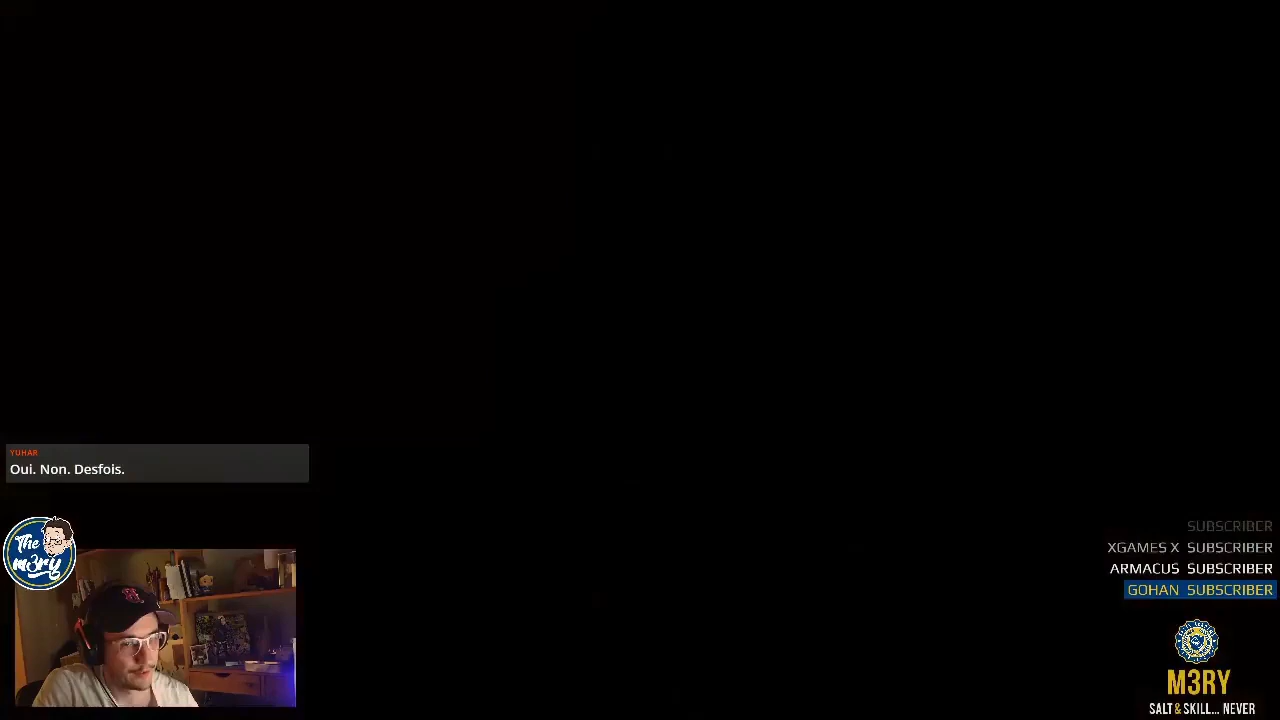 YUHAR
Oui. Non. Desfois.
The
m3ry
SUBSCRIBER
XGAMES X SUBSCRIBER
ARMACUS SUBSCRIBER
GOHAN SUBSCRIBER
M3RY
SALT & SKILL... NEVER